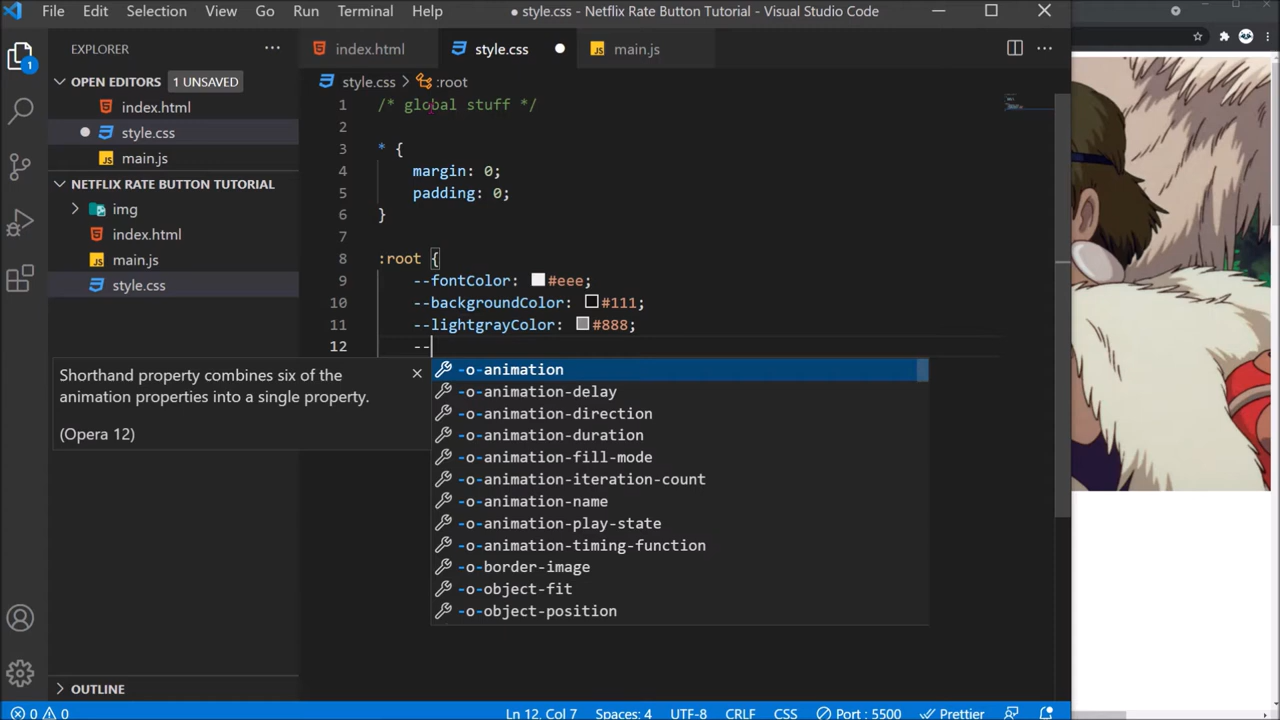 File Edit Selection View Go Run Terminal Help
● style.css - Netflix Rate Button Tutorial - Visual Studio Code
EXPLORER
index.html
style.css
main.js
OPEN EDITORS 1 UNSAVED
index.html
style.css
main.js
NETFLIX RATE BUTTON TUTORIAL
img
index.html
main.js
style.css
OUTLINE
1
style.css > :root
1 /* global stuff */
2
3 * {
4 margin: 0;
5 padding: 0;
6 }
7
8 :root {
9 --fontColor: #eee;
10 --backgroundColor: #111;
11 --lightgrayColor: #888;
12 --
Shorthand property combines six of the
animation properties into a single property.
(Opera 12)
-o-animation
-o-animation-delay
-o-animation-direction
-o-animation-duration
-o-animation-fill-mode
-o-animation-iteration-count
-o-animation-name
-o-animation-play-state
-o-animation-timing-function
-o-border-image
-o-object-fit
-o-object-position
0 0 Ln 12, Col 7 Spaces: 4 UTF-8 CRLF CSS Port : 5500 Prettier